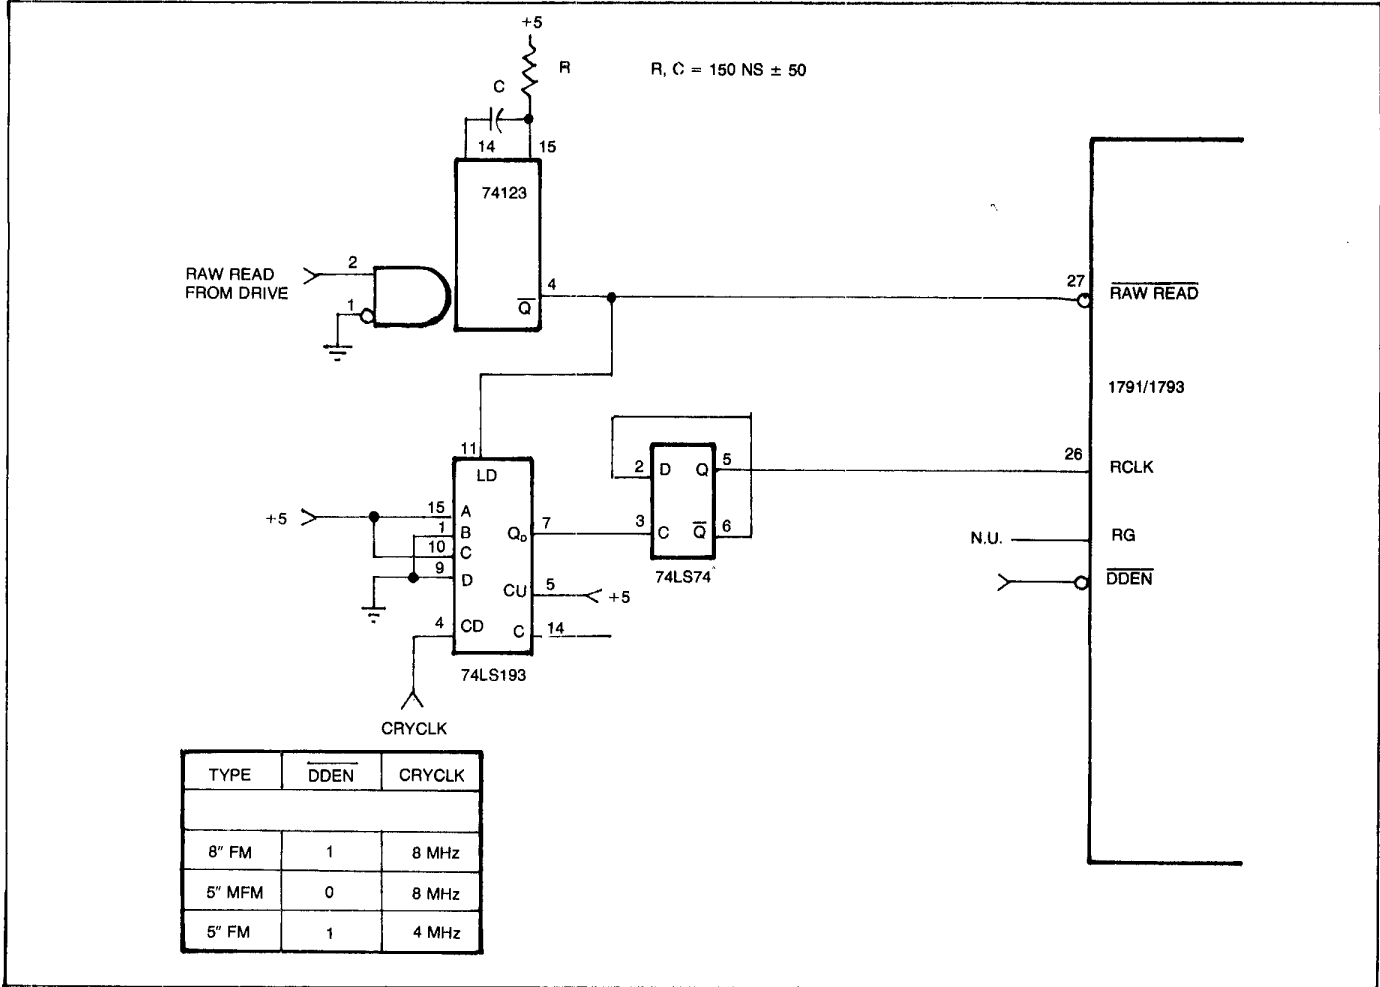 +5
R
R, C = 150 NS ± 50
C
14
15
74123
2
RAW READ
FROM DRIVE
1
4
Q
27
RAW READ
1791/1793
11
LD
2
D
Q
5
26
RCLK
+5
15
A
1
B
10
C
9
D
Q_D
7
3
C
Q
6
N.U.
RG
74LS74
DDEN
CU
5
+5
4
CD
C
14
74LS193
CRYCLK
TYPE DDEN CRYCLK
8" FM 1 8 MHz
5" MFM 0 8 MHz
5" FM 1 4 MHz